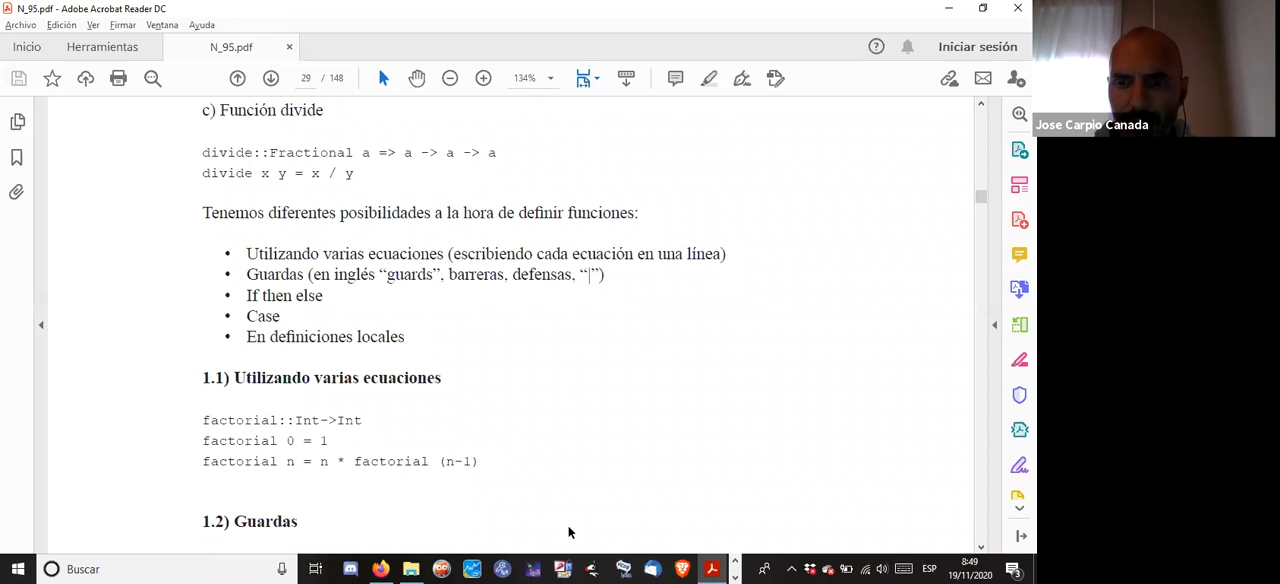 N_95.pdf - Adobe Acrobat Reader DC
Archivo Edición Ver Firmar Ventana Ayuda
Inicio Herramientas N_95.pdf × Iniciar sesión
29 / 148 134%
Jose Carpio Canada
c) Función divide
divide::Fractional a => a -> a -> a
divide x y = x / y
Tenemos diferentes posibilidades a la hora de definir funciones:
• Utilizando varias ecuaciones (escribiendo cada ecuación en una línea)
• Guardas (en inglés “guards”, barreras, defensas, “|”)
• If then else
• Case
• En definiciones locales
1.1) Utilizando varias ecuaciones
factorial::Int->Int
factorial 0 = 1
factorial n = n * factorial (n-1)
1.2) Guardas
Buscar
ESP
8:49
19/11/2020
3